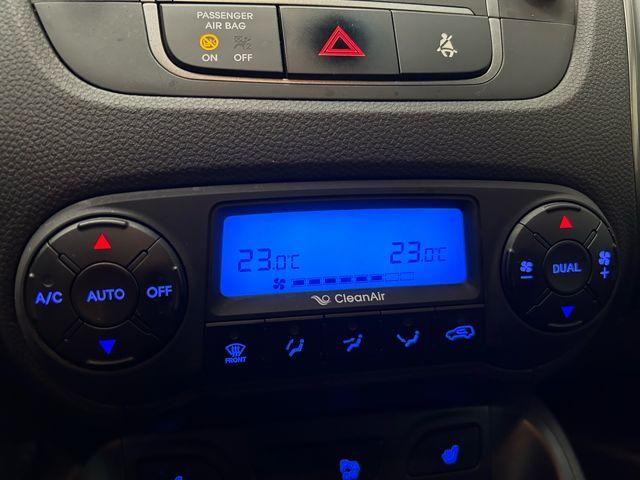 PASSENGER
AIR BAG
ON OFF
23.0°C 23.0°C
CleanAir
A/C AUTO OFF
DUAL
FRONT